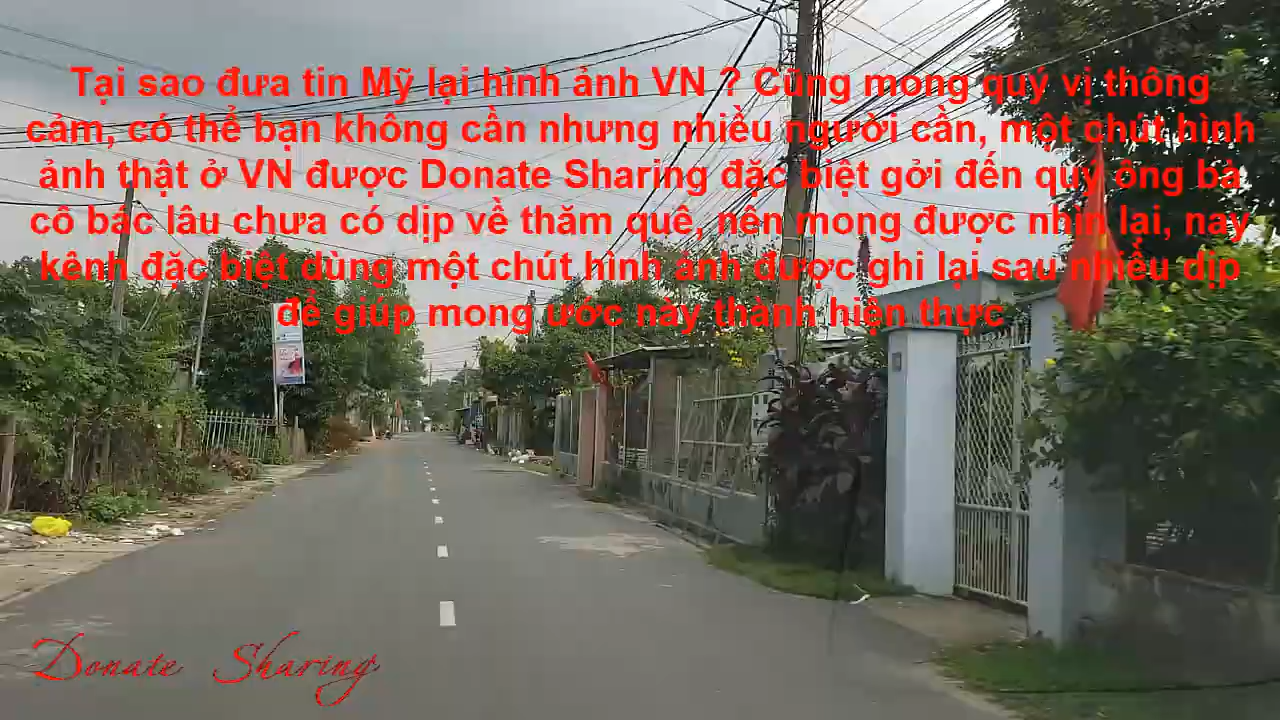 Tại sao đưa tin Mỹ lại hình ảnh VN ? Cũng mong quý vị thông
cảm, có thể bạn không cần nhưng nhiều người cần, một chút hình
ảnh thật ở VN được Donate Sharing đặc biệt gởi đến quý ông bà
cô bác lâu chưa có dịp về thăm quê, nên mong được nhìn lại, nay
kênh đặc biệt dùng một chút hình ảnh được ghi lại sau nhiều dịp
để giúp mong ước này thành hiện thực
Donate Sharing